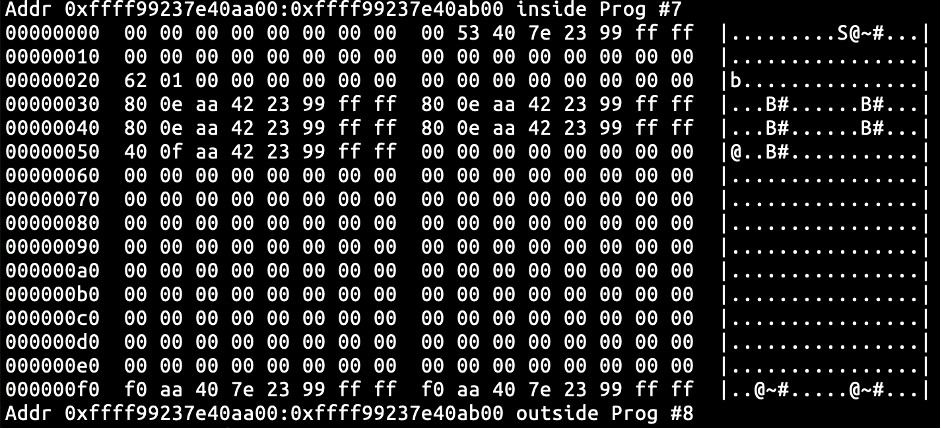 Addr 0xffff99237e40aa00:0xffff99237e40ab00 inside Prog #7
00000000  00 00 00 00 00 00 00 00  00 53 40 7e 23 99 ff ff  |.........S@~#...|
00000010  00 00 00 00 00 00 00 00  00 00 00 00 00 00 00 00  |................|
00000020  62 01 00 00 00 00 00 00  00 00 00 00 00 00 00 00  |b...............|
00000030  80 0e aa 42 23 99 ff ff  80 0e aa 42 23 99 ff ff  |...B#......B#...|
00000040  80 0e aa 42 23 99 ff ff  80 0e aa 42 23 99 ff ff  |...B#......B#...|
00000050  40 0f aa 42 23 99 ff ff  00 00 00 00 00 00 00 00  |@..B#...........|
00000060  00 00 00 00 00 00 00 00  00 00 00 00 00 00 00 00  |................|
00000070  00 00 00 00 00 00 00 00  00 00 00 00 00 00 00 00  |................|
00000080  00 00 00 00 00 00 00 00  00 00 00 00 00 00 00 00  |................|
00000090  00 00 00 00 00 00 00 00  00 00 00 00 00 00 00 00  |................|
000000a0  00 00 00 00 00 00 00 00  00 00 00 00 00 00 00 00  |................|
000000b0  00 00 00 00 00 00 00 00  00 00 00 00 00 00 00 00  |................|
000000c0  00 00 00 00 00 00 00 00  00 00 00 00 00 00 00 00  |................|
000000d0  00 00 00 00 00 00 00 00  00 00 00 00 00 00 00 00  |................|
000000e0  00 00 00 00 00 00 00 00  00 00 00 00 00 00 00 00  |................|
000000f0  f0 aa 40 7e 23 99 ff ff  f0 aa 40 7e 23 99 ff ff  |..@~#.....@~#...|
Addr 0xffff99237e40aa00:0xffff99237e40ab00 outside Prog #8